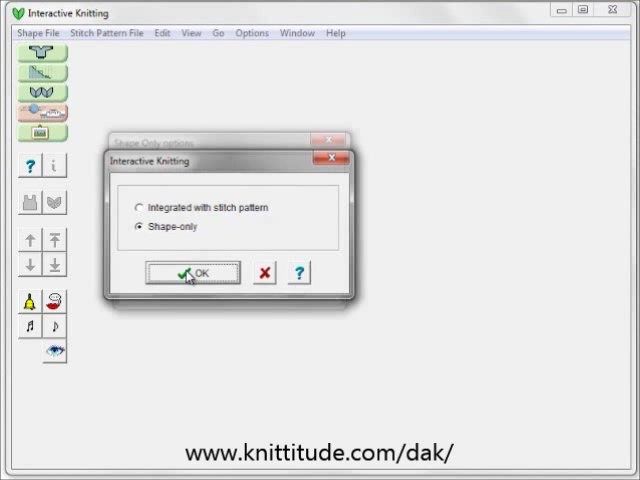 Interactive Knitting
Shape File Stitch Pattern File Edit View Go Options Window Help
Shape Only options
Interactive Knitting
Integrated with stitch pattern
Shape-only
OK
www.knittitude.com/dak/